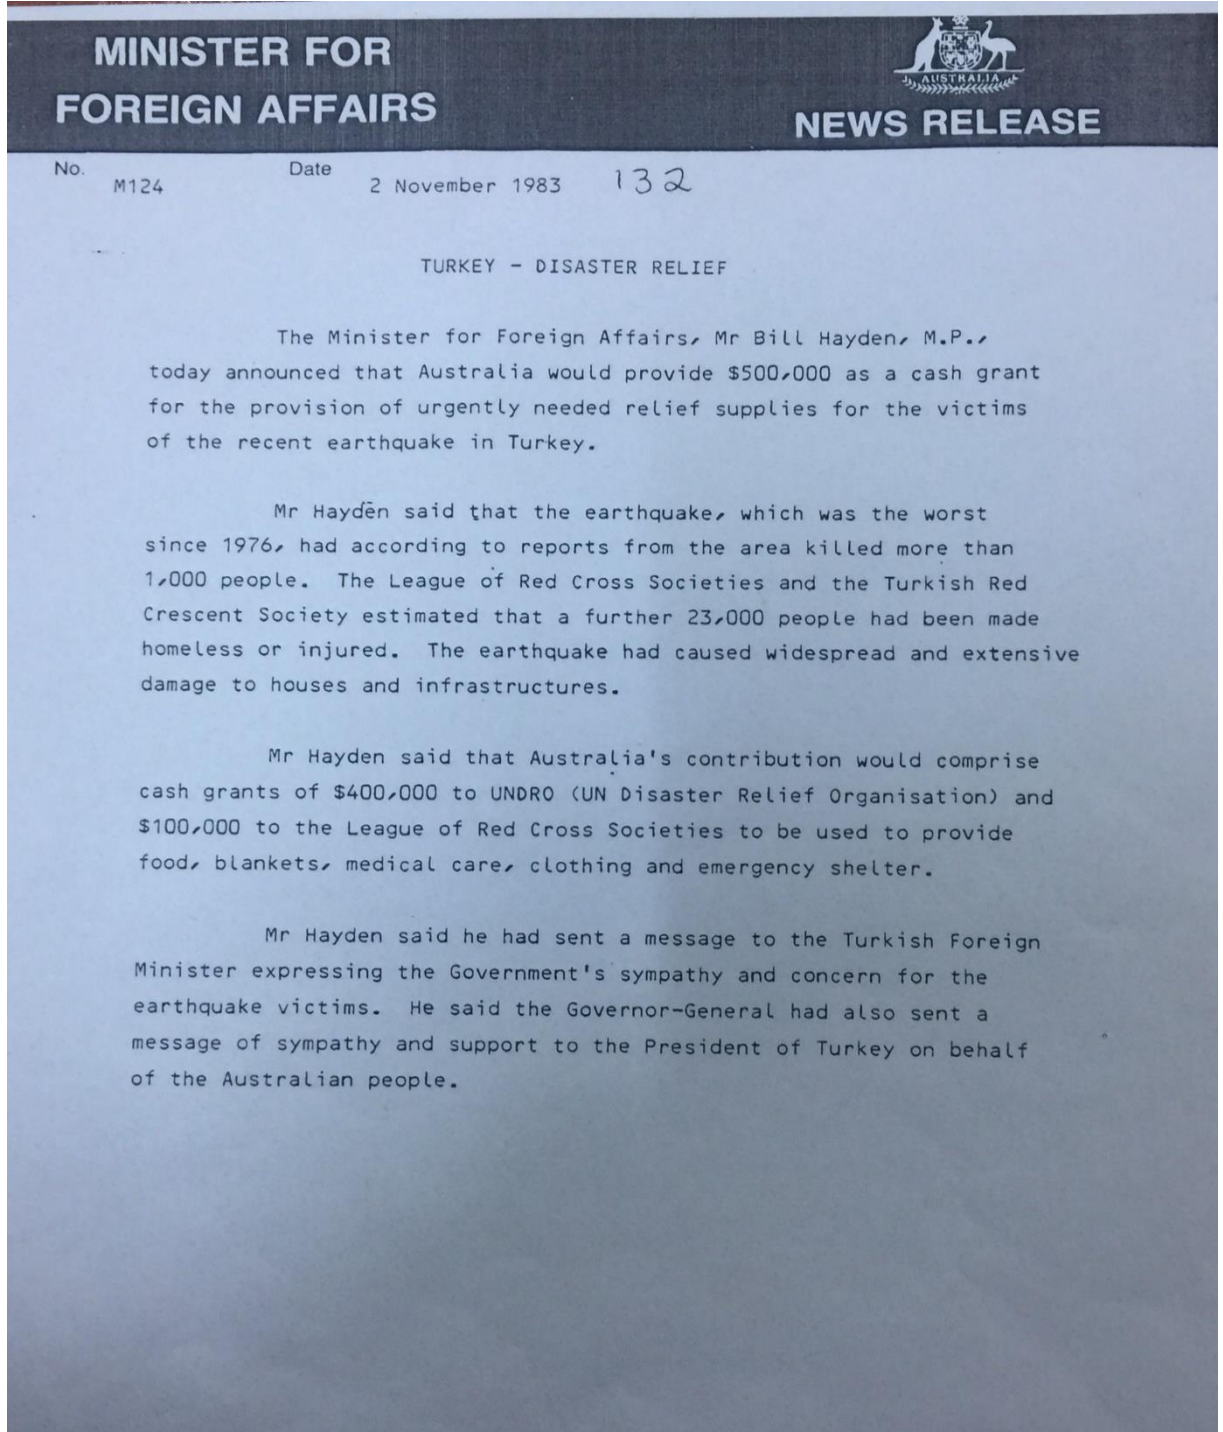 MINISTER FOR
FOREIGN AFFAIRS
AUSTRALIA
NEWS RELEASE
No. M124 Date 2 November 1983 132
TURKEY - DISASTER RELIEF
The Minister for Foreign Affairs, Mr Bill Hayden, M.P.,
today announced that Australia would provide $500,000 as a cash grant
for the provision of urgently needed relief supplies for the victims
of the recent earthquake in Turkey.
Mr Hayden said that the earthquake, which was the worst
since 1976, had according to reports from the area killed more than
1,000 people. The League of Red Cross Societies and the Turkish Red
Crescent Society estimated that a further 23,000 people had been made
homeless or injured. The earthquake had caused widespread and extensive
damage to houses and infrastructures.
Mr Hayden said that Australia's contribution would comprise
cash grants of $400,000 to UNDRO (UN Disaster Relief Organisation) and
$100,000 to the League of Red Cross Societies to be used to provide
food, blankets, medical care, clothing and emergency shelter.
Mr Hayden said he had sent a message to the Turkish Foreign
Minister expressing the Government's sympathy and concern for the
earthquake victims. He said the Governor-General had also sent a
message of sympathy and support to the President of Turkey on behalf
of the Australian people.